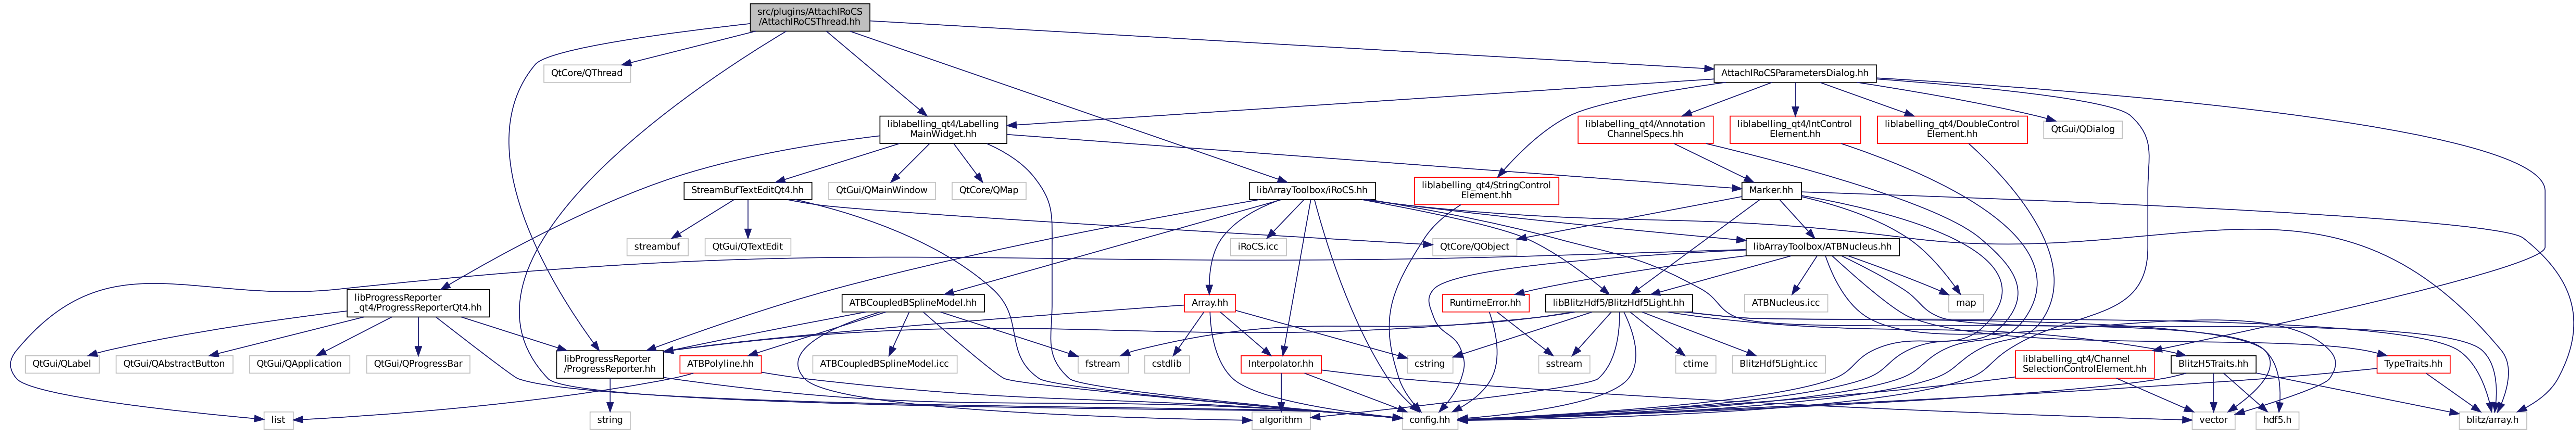 src/plugins/AttachIRoCS
/AttachIRoCSThread.hh
QtCore/QThread
AttachIRoCSParametersDialog.hh
liblabelling_qt4/Labelling
MainWidget.hh
liblabelling_qt4/Annotation
ChannelSpecs.hh
liblabelling_qt4/IntControl
Element.hh
liblabelling_qt4/DoubleControl
Element.hh
QtGui/QDialog
StreamBufTextEditQt4.hh
QtGui/QMainWindow
QtCore/QMap
libArrayToolbox/iRoCS.hh
liblabelling_qt4/StringControl
Element.hh
Marker.hh
streambuf
QtGui/QTextEdit
QtCore/QObject
iRoCS.icc
libArrayToolbox/ATBNucleus.hh
libProgressReporter
_qt4/ProgressReporterQt4.hh
ATBCoupledBSplineModel.hh
Array.hh
RuntimeError.hh
libBlitzHdf5/BlitzHdf5Light.hh
ATBNucleus.icc
map
QtGui/QLabel
QtGui/QAbstractButton
QtGui/QApplication
QtGui/QProgressBar
libProgressReporter
/ProgressReporter.hh
ATBPolyline.hh
ATBCoupledBSplineModel.icc
fstream
cstdlib
Interpolator.hh
cstring
sstream
ctime
BlitzHdf5Light.icc
liblabelling_qt4/Channel
SelectionControlElement.hh
BlitzH5Traits.hh
TypeTraits.hh
list
string
algorithm
config.hh
vector
hdf5.h
blitz/array.h